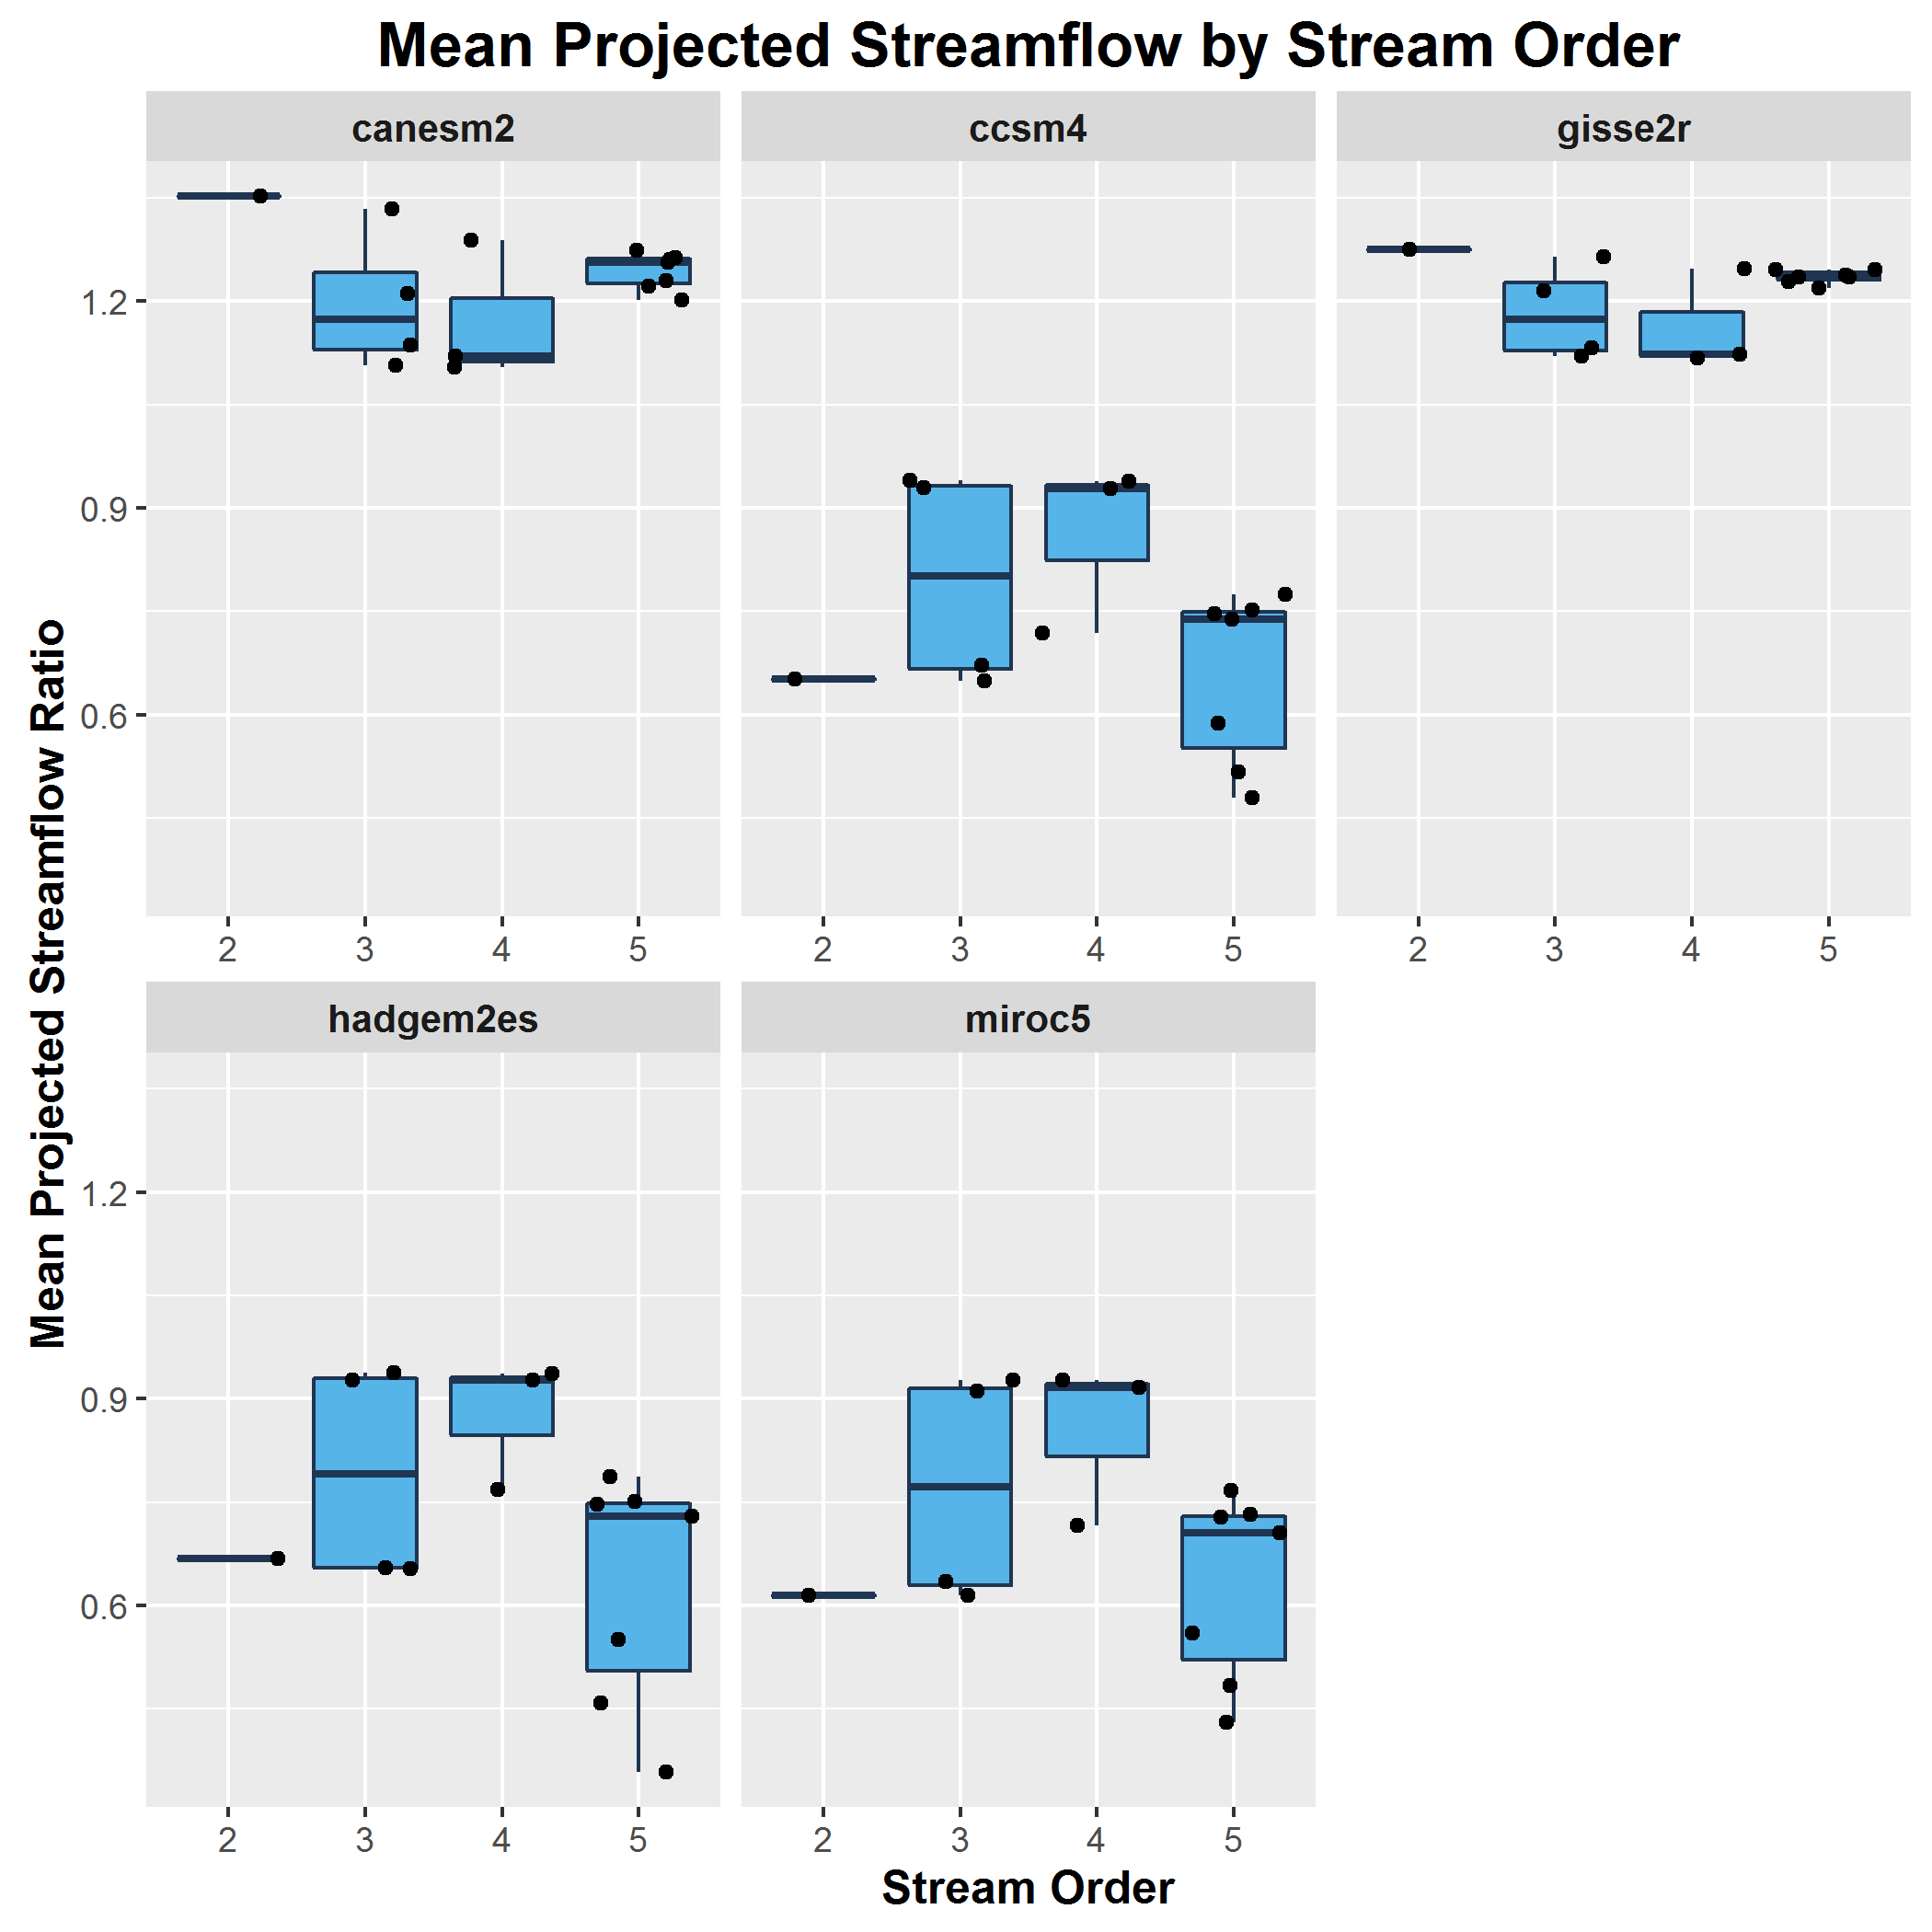 Mean Projected Streamflow by Stream Order
canesm2
ccsm4
gisse2r
1.2
0.9
0.6
2 3 4 5
2 3 4 5
2 3 4 5
Mean Projected Streamflow Ratio
hadgem2es
miroc5
1.2
0.9
0.6
2 3 4 5
2 3 4 5
Stream Order